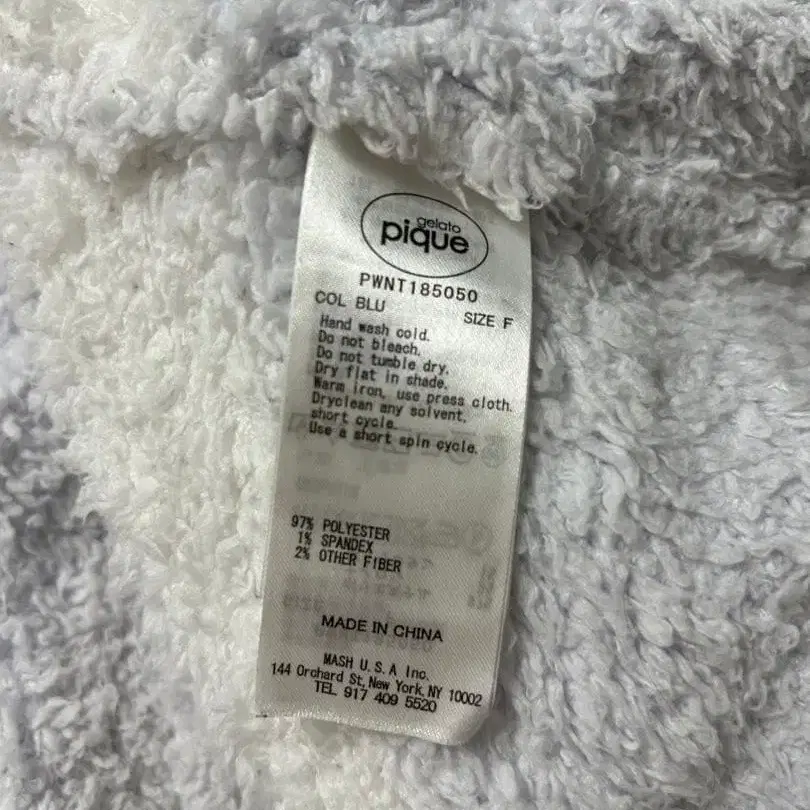 gelato
pique
PWNT185050
COL BLU SIZE F
Hand wash cold.
Do not bleach.
Do not tumble dry.
Dry flat in shade.
Warm iron, use press cloth.
Dryclean any solvent,
short cycle.
Use a short spin cycle.
97% POLYESTER
1% SPANDEX
2% OTHER FIBER
MADE IN CHINA
MASH U.S.A Inc.
144 Orchard St, New York, NY 10002
TEL 917 409 5520